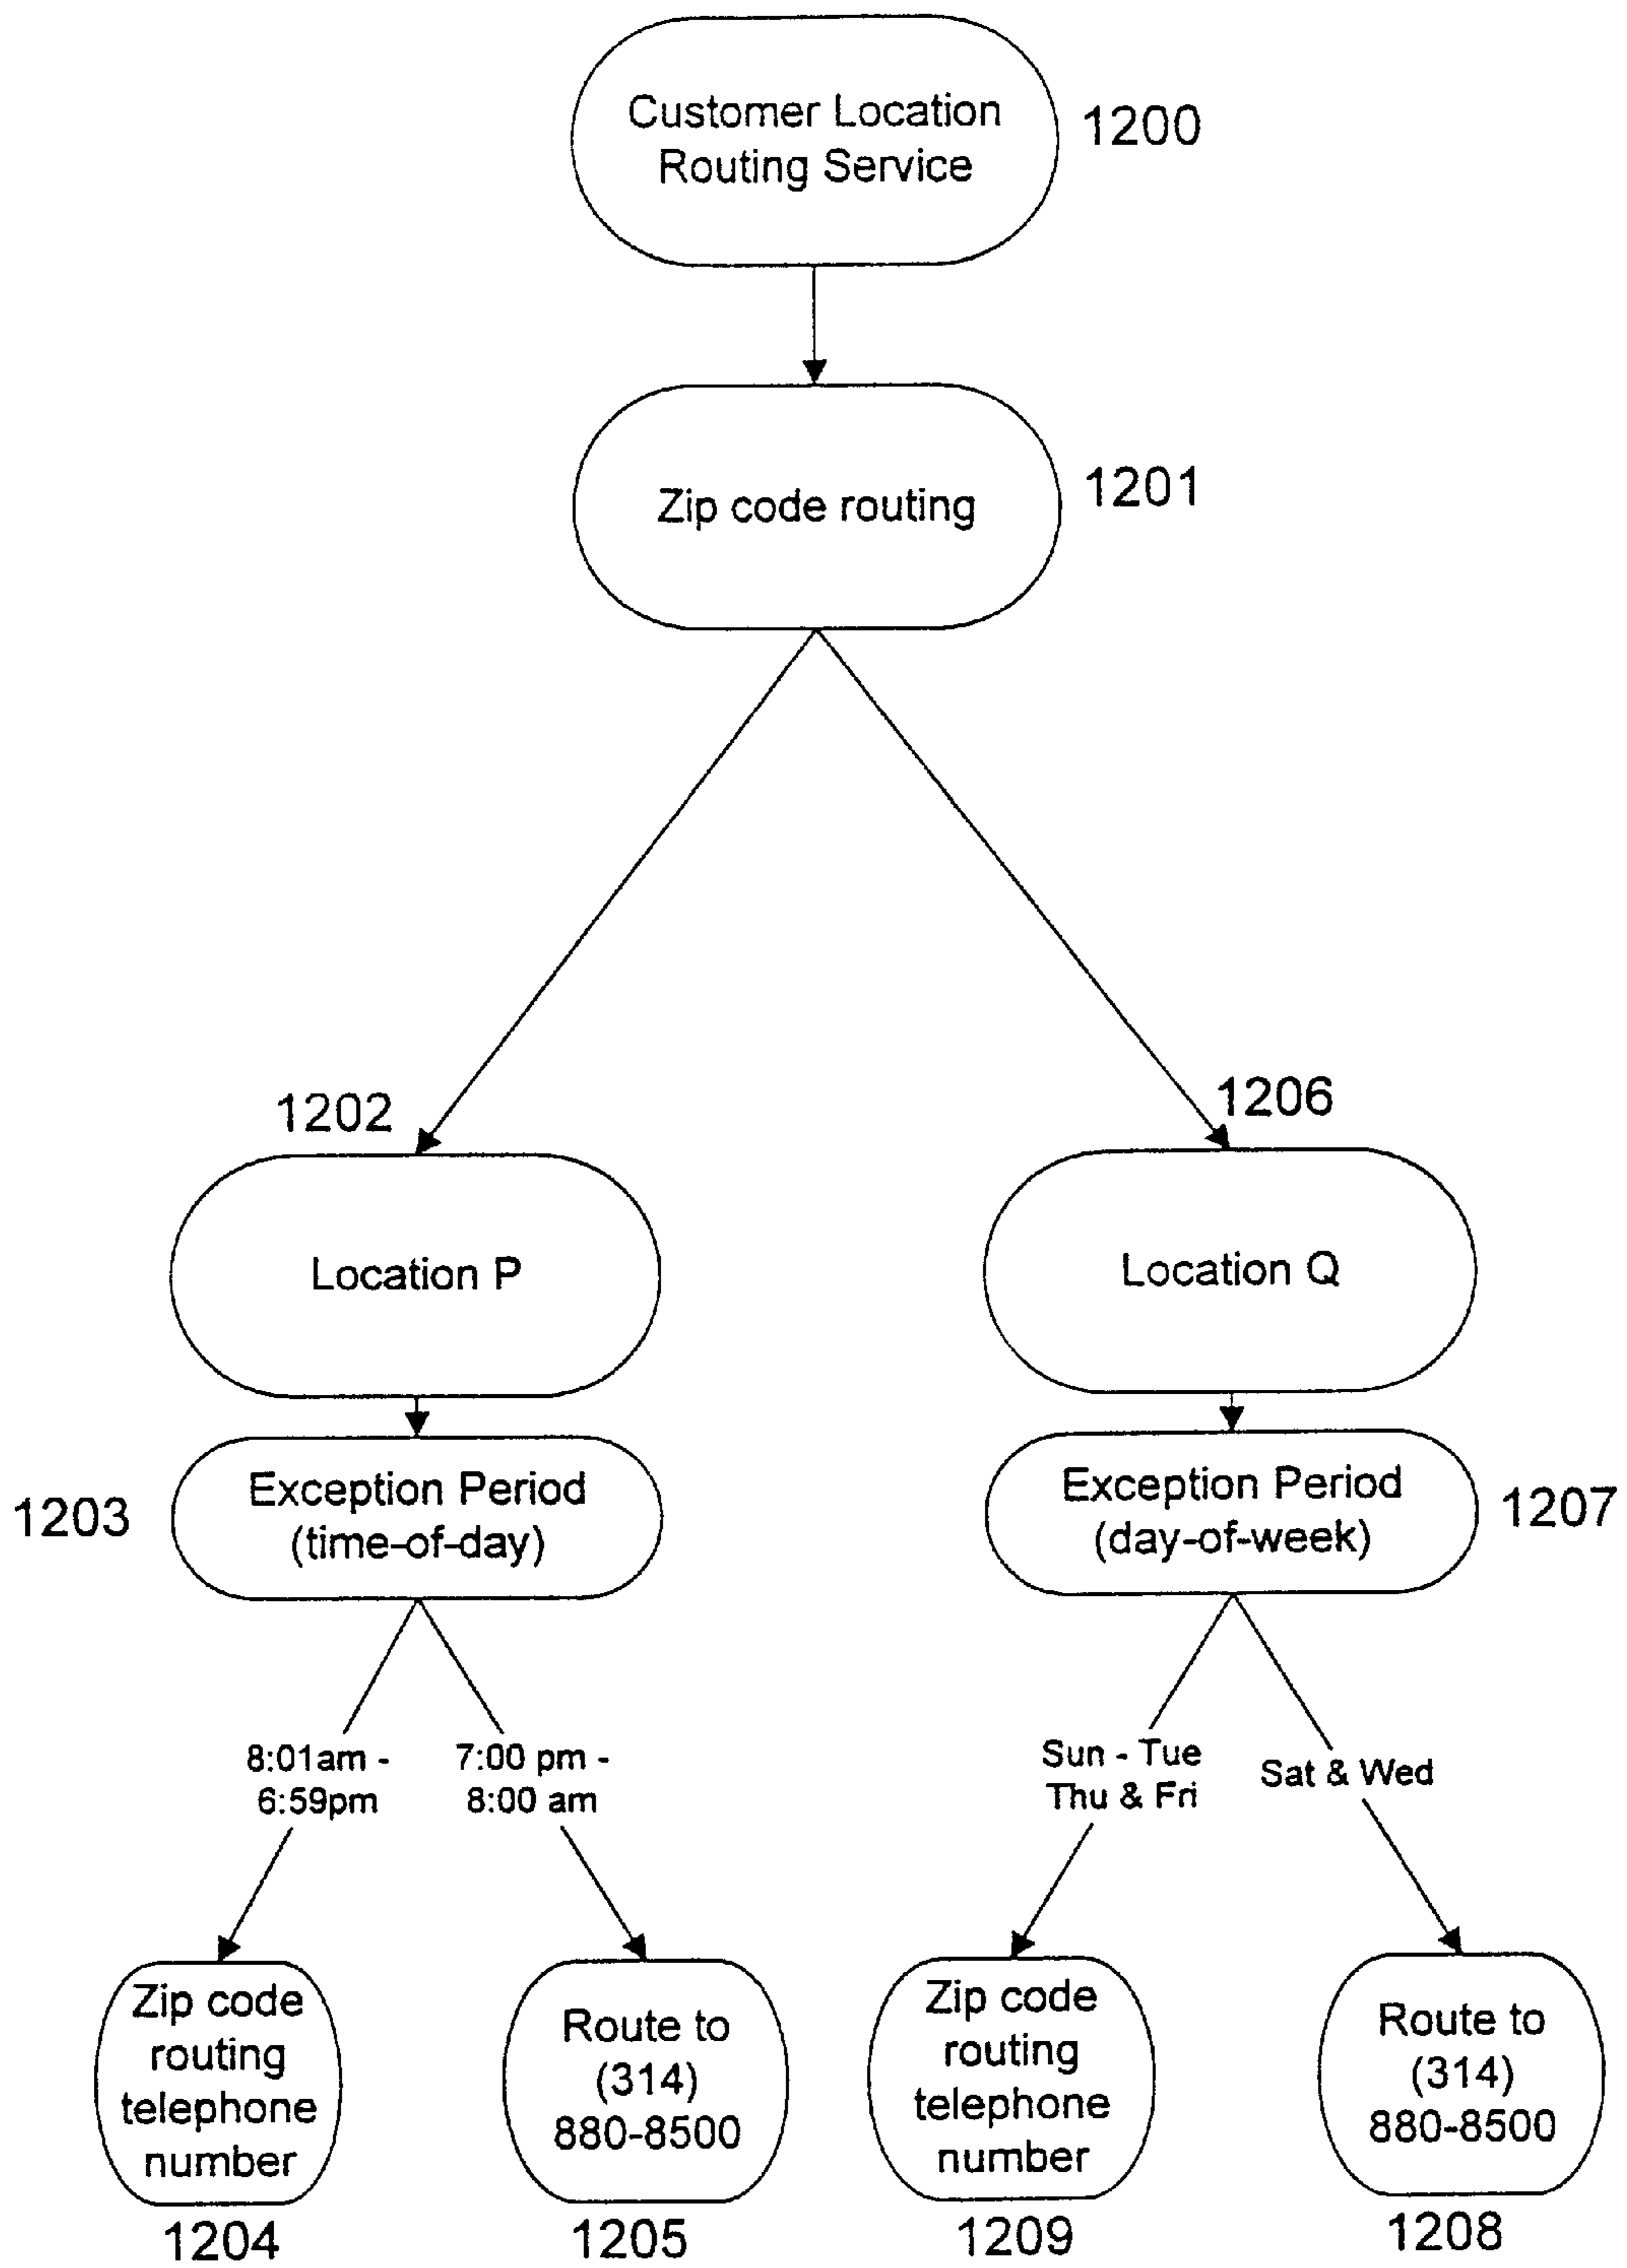 Customer Location
Routing Service
1200
Zip code routing
1201
1202
1206
Location P
Location Q
1203
Exception Period
(time-of-day)
Exception Period
(day-of-week)
1207
8:01am -
6:59pm
7:00 pm -
8:00 am
Sun - Tue
Thu & Fri
Sat & Wed
Zip code
routing
telephone
number
Route to
(314)
880-8500
Zip code
routing
telephone
number
Route to
(314)
880-8500
1204
1205
1209
1208